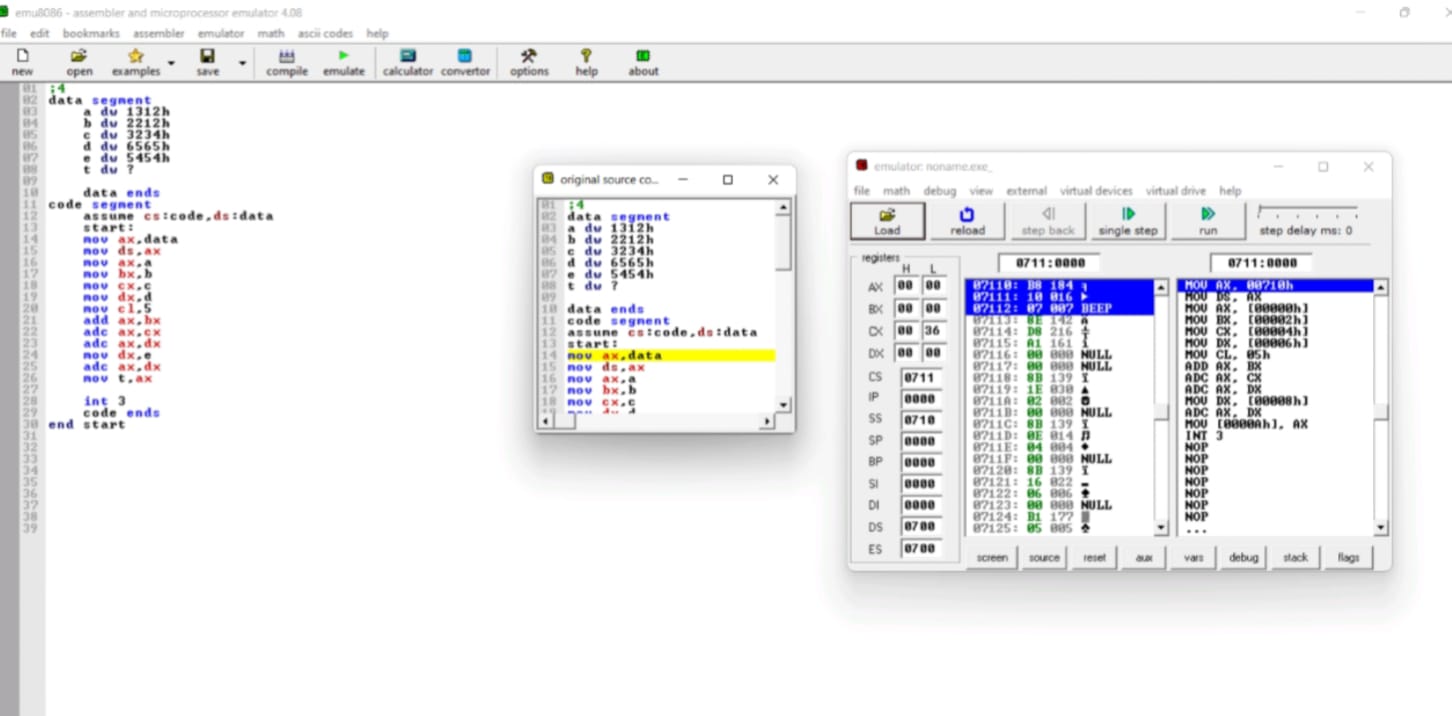 emu8086 - assembler and microprocessor emulator 4.08
file edit bookmarks assembler emulator math ascii codes help
new open examples save compile emulate calculator convertor options help about
01 ;4
02 data segment
03 a dw 1312h
04 b dw 2212h
05 c dw 3234h
06 d dw 6565h
07 e dw 5454h
08 t dw ?
09
10 data ends
11 code segment
12 assume cs:code,ds:data
13 start:
14 mov ax,data
15 mov ds,ax
16 mov ax,a
17 mov bx,b
18 mov cx,c
19 mov dx,d
20 mov cl,5
21 add ax,bx
22 adc ax,cx
23 adc ax,dx
24 mov dx,e
25 adc ax,dx
26 mov t,ax
27
28 int 3
29 code ends
30 end start
31
32
33
34
35
36
37
38
39
original source co...
01 ;4
02 data segment
03 a dw 1312h
04 b dw 2212h
05 c dw 3234h
06 d dw 6565h
07 e dw 5454h
08 t dw ?
09
10 data ends
11 code segment
12 assume cs:code,ds:data
13 start:
14 mov ax,data
15 mov ds,ax
16 mov ax,a
17 mov bx,b
18 mov cx,c
emulator: noname.exe_
file math debug view external virtual devices virtual drive help
Load reload step back single step run step delay ms: 0
registers
H L
AX 00 00
BX 00 00
CX 00 36
DX 00 00
CS 0711
IP 0000
SS 0710
SP 0000
BP 0000
SI 0000
DI 0000
DS 0700
ES 0700
0711:0000
07110: B8 184 ╕
07111: 10 016 ►
07112: 07 007 BEEP
07113: 8E 142 Ä
07114: D8 216 ╪
07115: A1 161 í
07116: 00 000 NULL
07117: 00 000 NULL
07118: 8B 139 ï
07119: 1E 030 ▲
0711A: 02 002 ☻
0711B: 00 000 NULL
0711C: 8B 139 ï
0711D: 0E 014 ♫
0711E: 04 004 ♦
0711F: 00 000 NULL
07120: 8B 139 ï
07121: 16 022 ▬
07122: 06 006 ♠
07123: 00 000 NULL
07124: B1 177 ▒
07125: 05 005 ♣
0711:0000
MOV AX, 00710h
MOV DS, AX
MOV AX, [00000h]
MOV BX, [00002h]
MOV CX, [00004h]
MOV DX, [00006h]
MOV CL, 05h
ADD AX, BX
ADC AX, CX
ADC AX, DX
MOV DX, [00008h]
ADC AX, DX
MOV [0000Ah], AX
INT 3
NOP
NOP
NOP
NOP
NOP
NOP
NOP
...
screen source reset aux vars debug stack flags